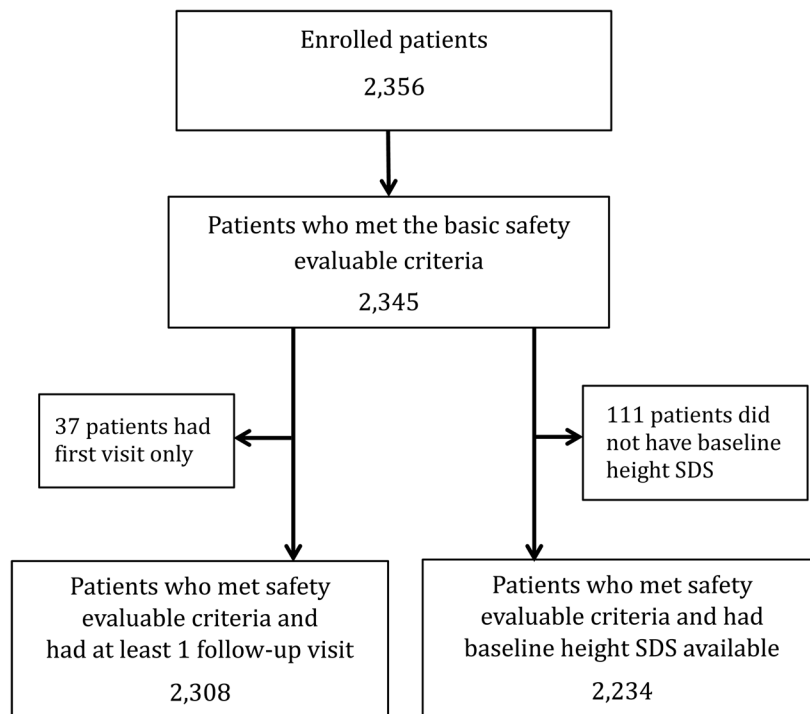 Enrolled patients
2,356
Patients who met the basic safety
evaluable criteria
2,345
37 patients had
first visit only
111 patients did
not have baseline
height SDS
Patients who met safety
evaluable criteria and
had at least 1 follow-up visit
2,308
Patients who met safety
evaluable criteria and had
baseline height SDS available
2,234